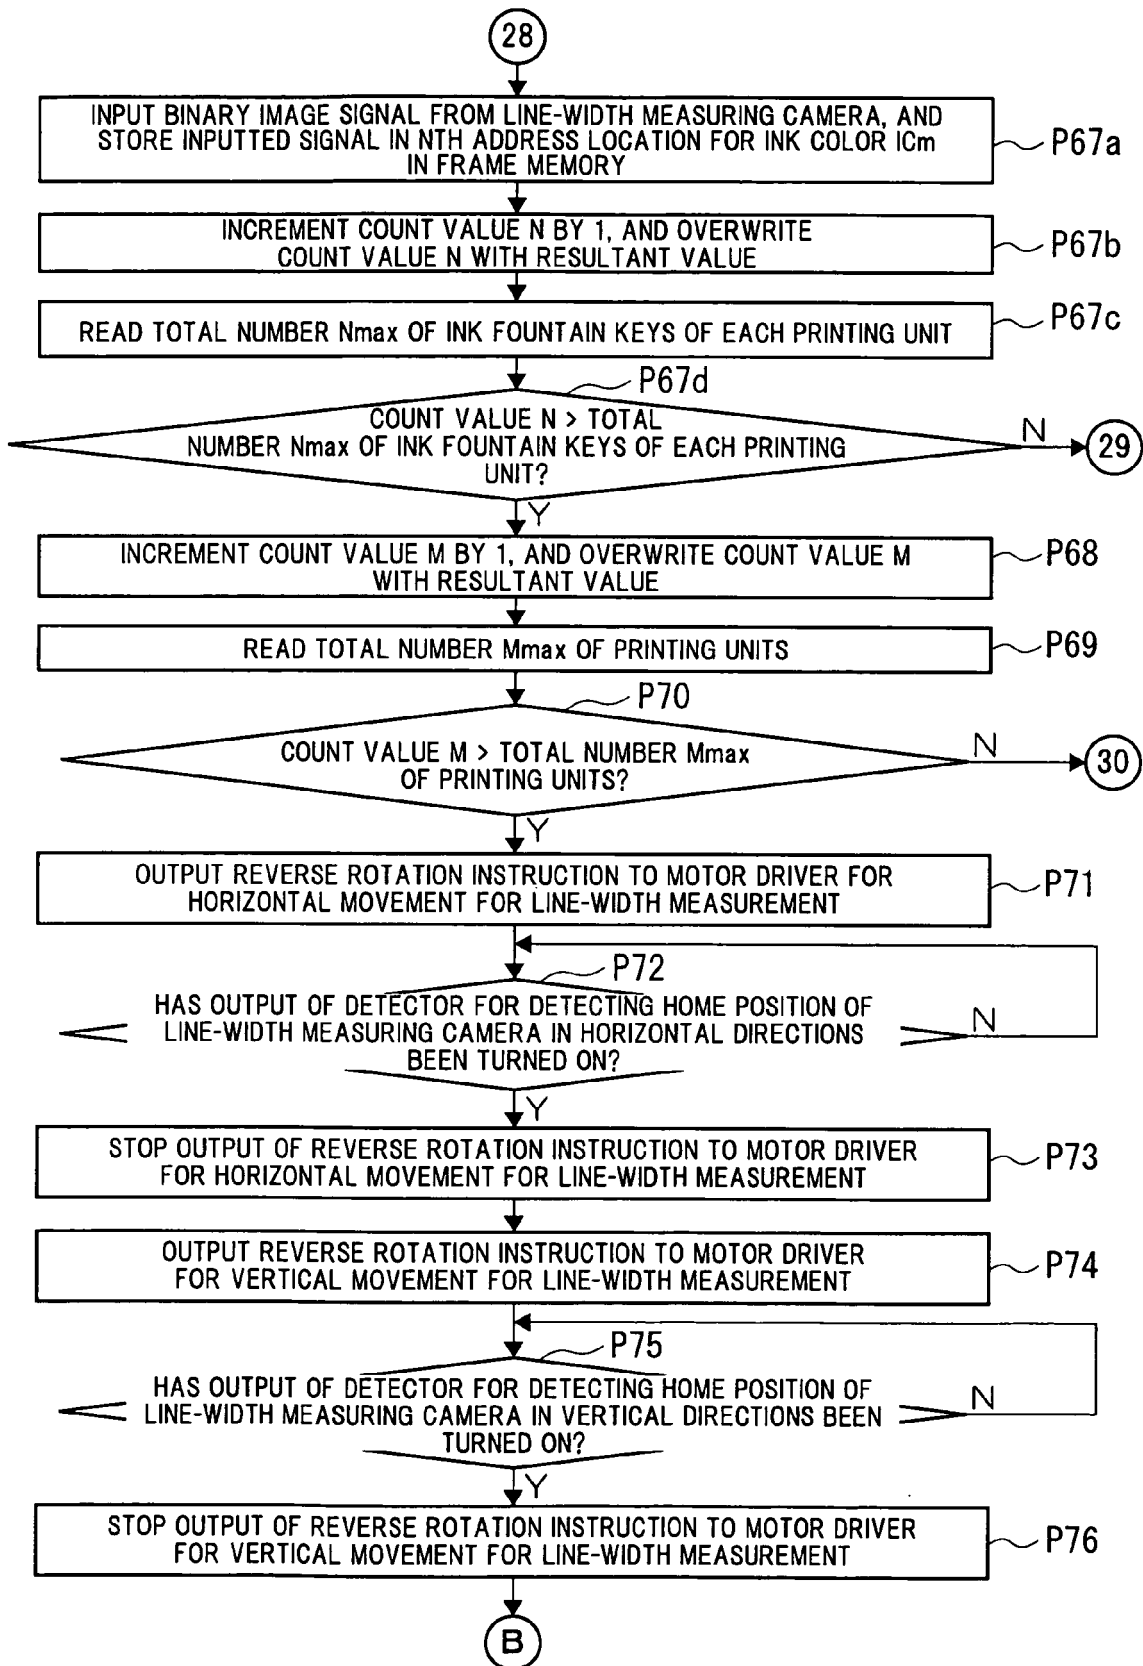 28
INPUT BINARY IMAGE SIGNAL FROM LINE-WIDTH MEASURING CAMERA, AND
STORE INPUTTED SIGNAL IN NTH ADDRESS LOCATION FOR INK COLOR ICm
IN FRAME MEMORY
P67a
INCREMENT COUNT VALUE N BY 1, AND OVERWRITE
COUNT VALUE N WITH RESULTANT VALUE
P67b
READ TOTAL NUMBER Nmax OF INK FOUNTAIN KEYS OF EACH PRINTING UNIT
P67c
P67d
COUNT VALUE N > TOTAL
NUMBER Nmax OF INK FOUNTAIN KEYS OF EACH PRINTING
UNIT?
N
29
Y
INCREMENT COUNT VALUE M BY 1, AND OVERWRITE COUNT VALUE M
WITH RESULTANT VALUE
P68
READ TOTAL NUMBER Mmax OF PRINTING UNITS
P69
P70
COUNT VALUE M > TOTAL NUMBER Mmax
OF PRINTING UNITS?
N
30
Y
OUTPUT REVERSE ROTATION INSTRUCTION TO MOTOR DRIVER FOR
HORIZONTAL MOVEMENT FOR LINE-WIDTH MEASUREMENT
P71
P72
HAS OUTPUT OF DETECTOR FOR DETECTING HOME POSITION OF
LINE-WIDTH MEASURING CAMERA IN HORIZONTAL DIRECTIONS
BEEN TURNED ON?
N
Y
STOP OUTPUT OF REVERSE ROTATION INSTRUCTION TO MOTOR DRIVER
FOR HORIZONTAL MOVEMENT FOR LINE-WIDTH MEASUREMENT
P73
OUTPUT REVERSE ROTATION INSTRUCTION TO MOTOR DRIVER
FOR VERTICAL MOVEMENT FOR LINE-WIDTH MEASUREMENT
P74
P75
HAS OUTPUT OF DETECTOR FOR DETECTING HOME POSITION OF
LINE-WIDTH MEASURING CAMERA IN VERTICAL DIRECTIONS BEEN
TURNED ON?
N
Y
STOP OUTPUT OF REVERSE ROTATION INSTRUCTION TO MOTOR DRIVER
FOR VERTICAL MOVEMENT FOR LINE-WIDTH MEASUREMENT
P76
B